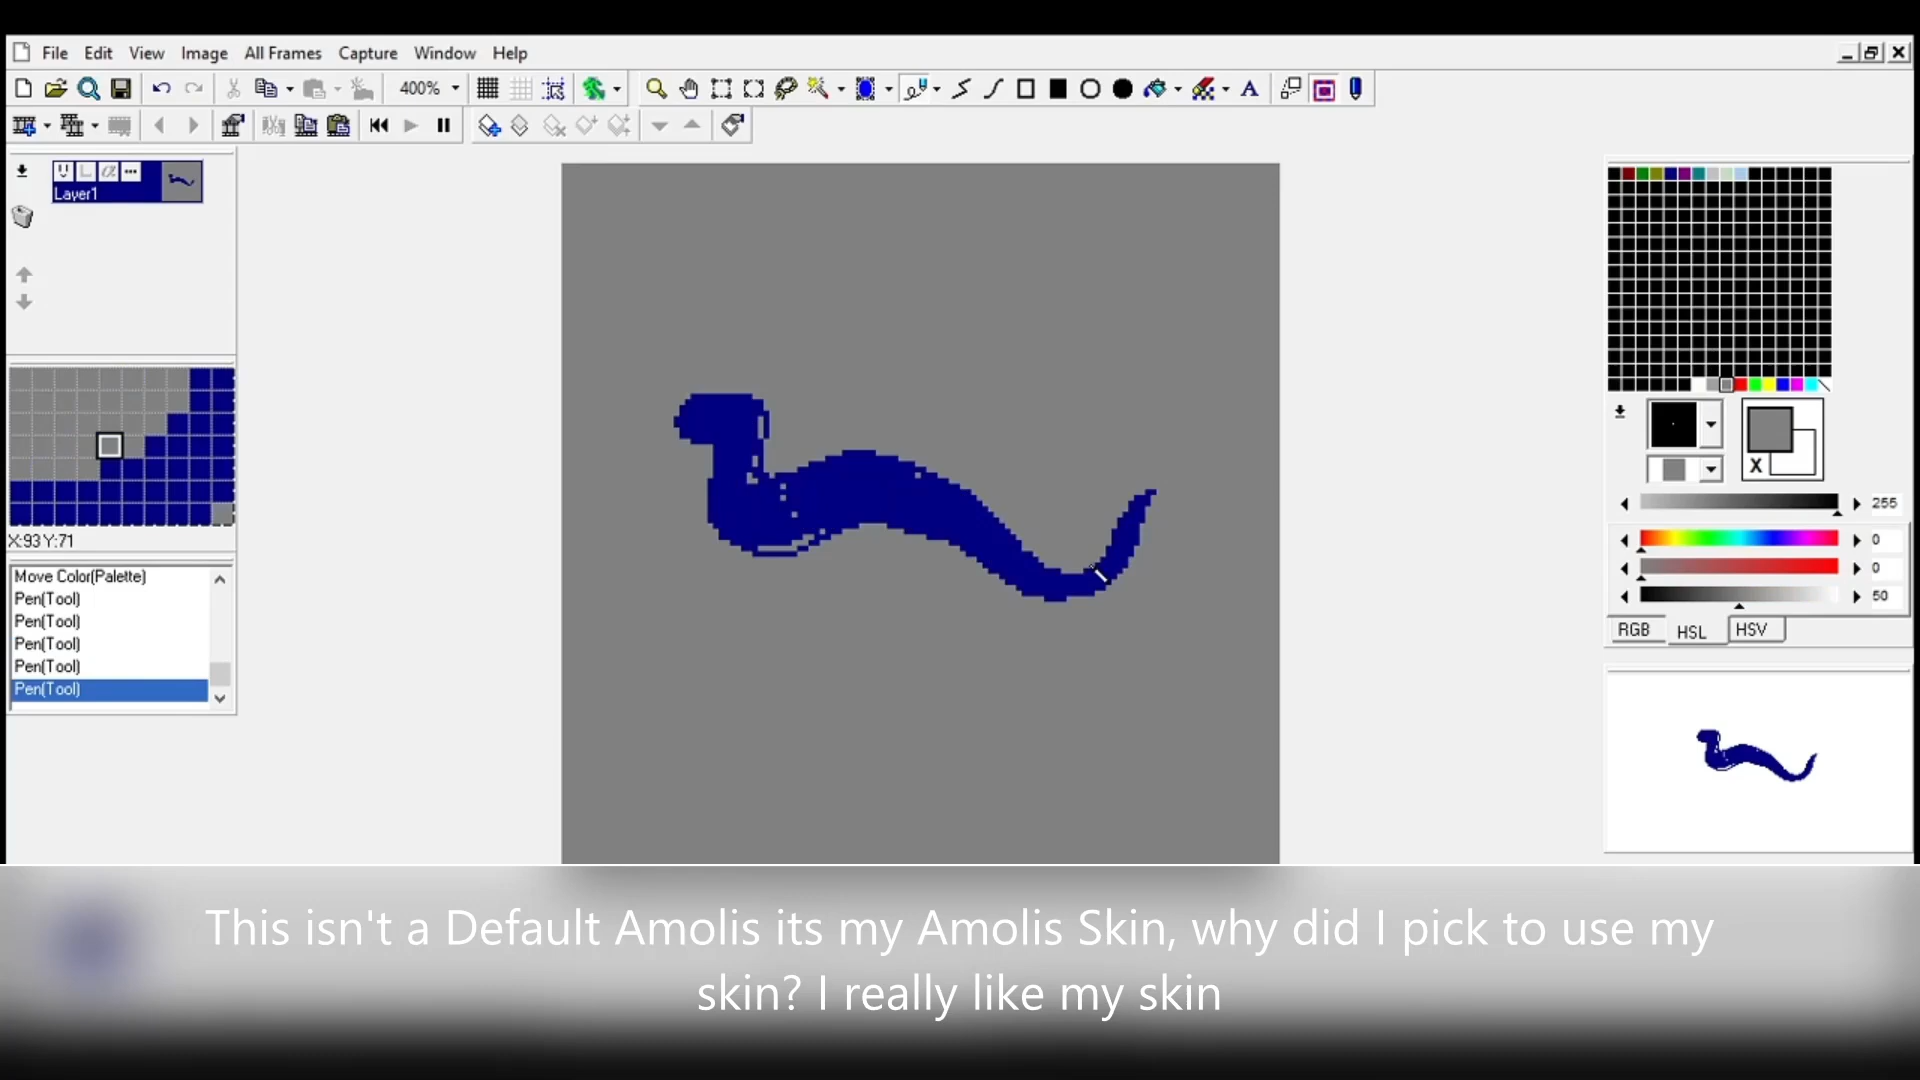 File Edit View Image All Frames Capture Window Help
400%
A
Layer1
X:93 Y:71
Move Color(Palette)
Pen(Tool)
Pen(Tool)
Pen(Tool)
Pen(Tool)
Pen(Tool)
X
255
0
0
50
RGB HSL HSV
This isn't a Default Amolis its my Amolis Skin, why did I pick to use my
skin? I really like my skin